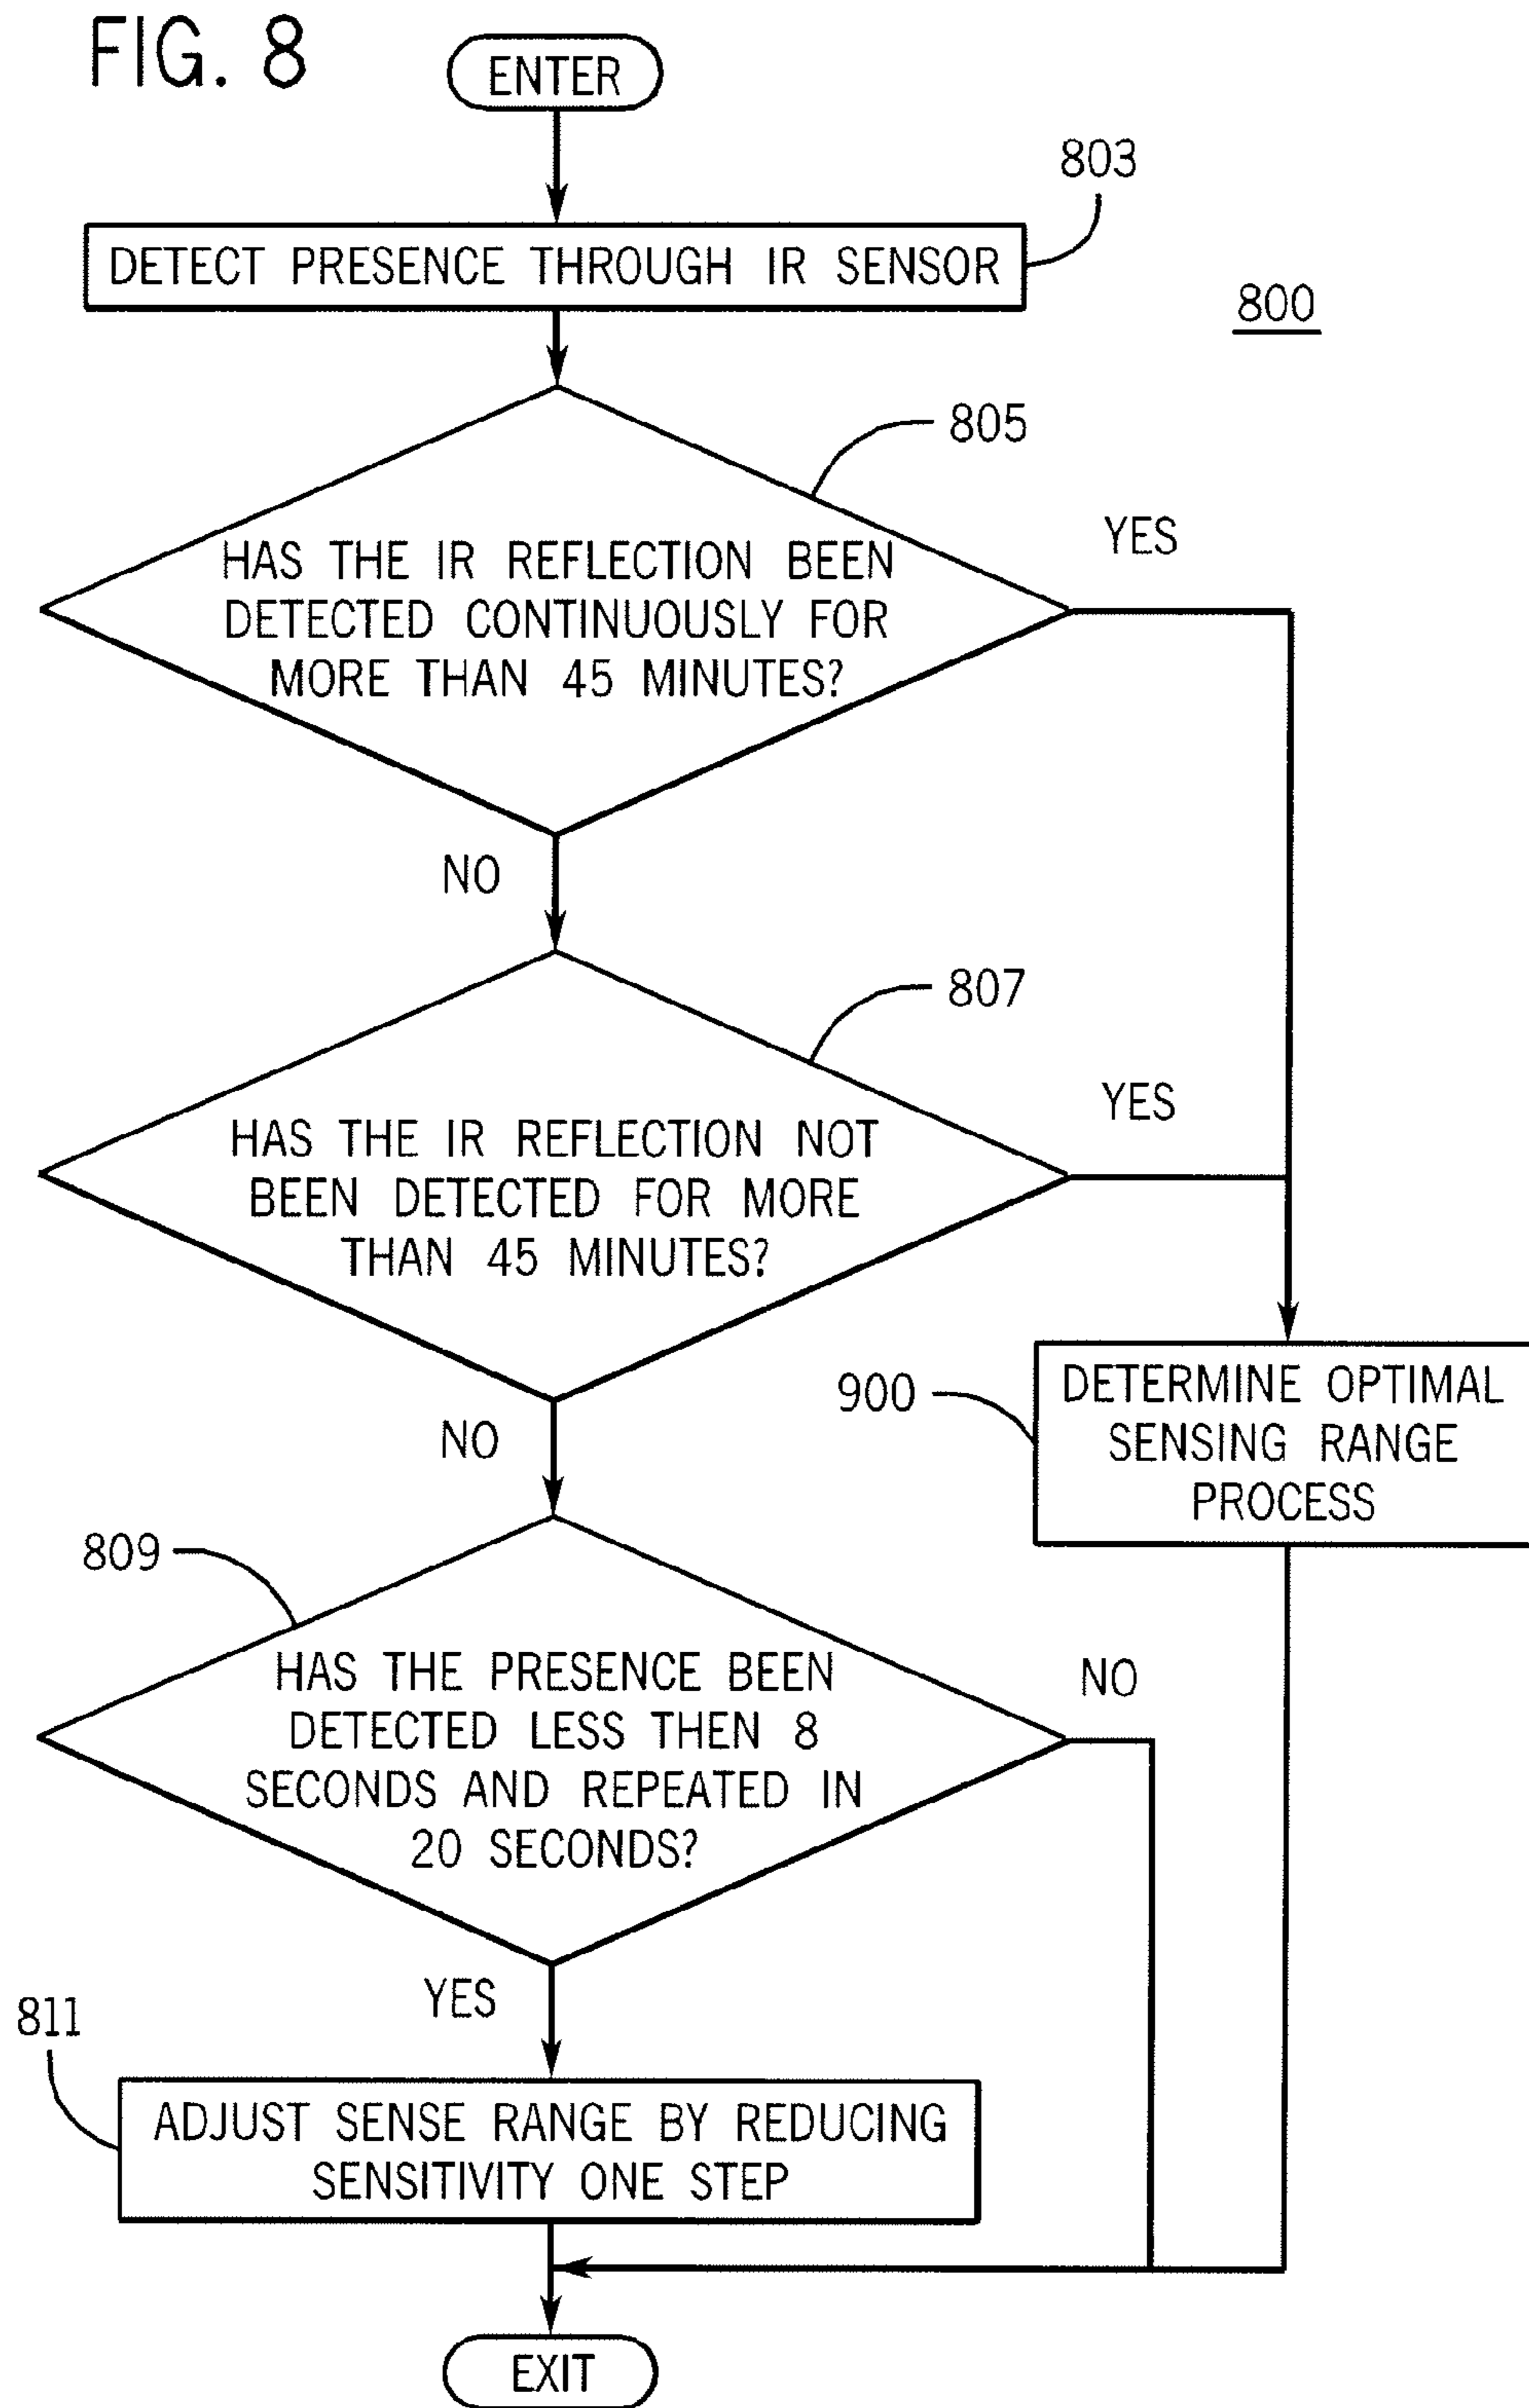 FIG. 8
ENTER
803
DETECT PRESENCE THROUGH IR SENSOR
800
805
HAS THE IR REFLECTION BEEN
DETECTED CONTINUOUSLY FOR
MORE THAN 45 MINUTES?
YES
NO
807
HAS THE IR REFLECTION NOT
BEEN DETECTED FOR MORE
THAN 45 MINUTES?
YES
NO
900
DETERMINE OPTIMAL
SENSING RANGE
PROCESS
809
HAS THE PRESENCE BEEN
DETECTED LESS THEN 8
SECONDS AND REPEATED IN
20 SECONDS?
NO
YES
811
ADJUST SENSE RANGE BY REDUCING
SENSITIVITY ONE STEP
EXIT